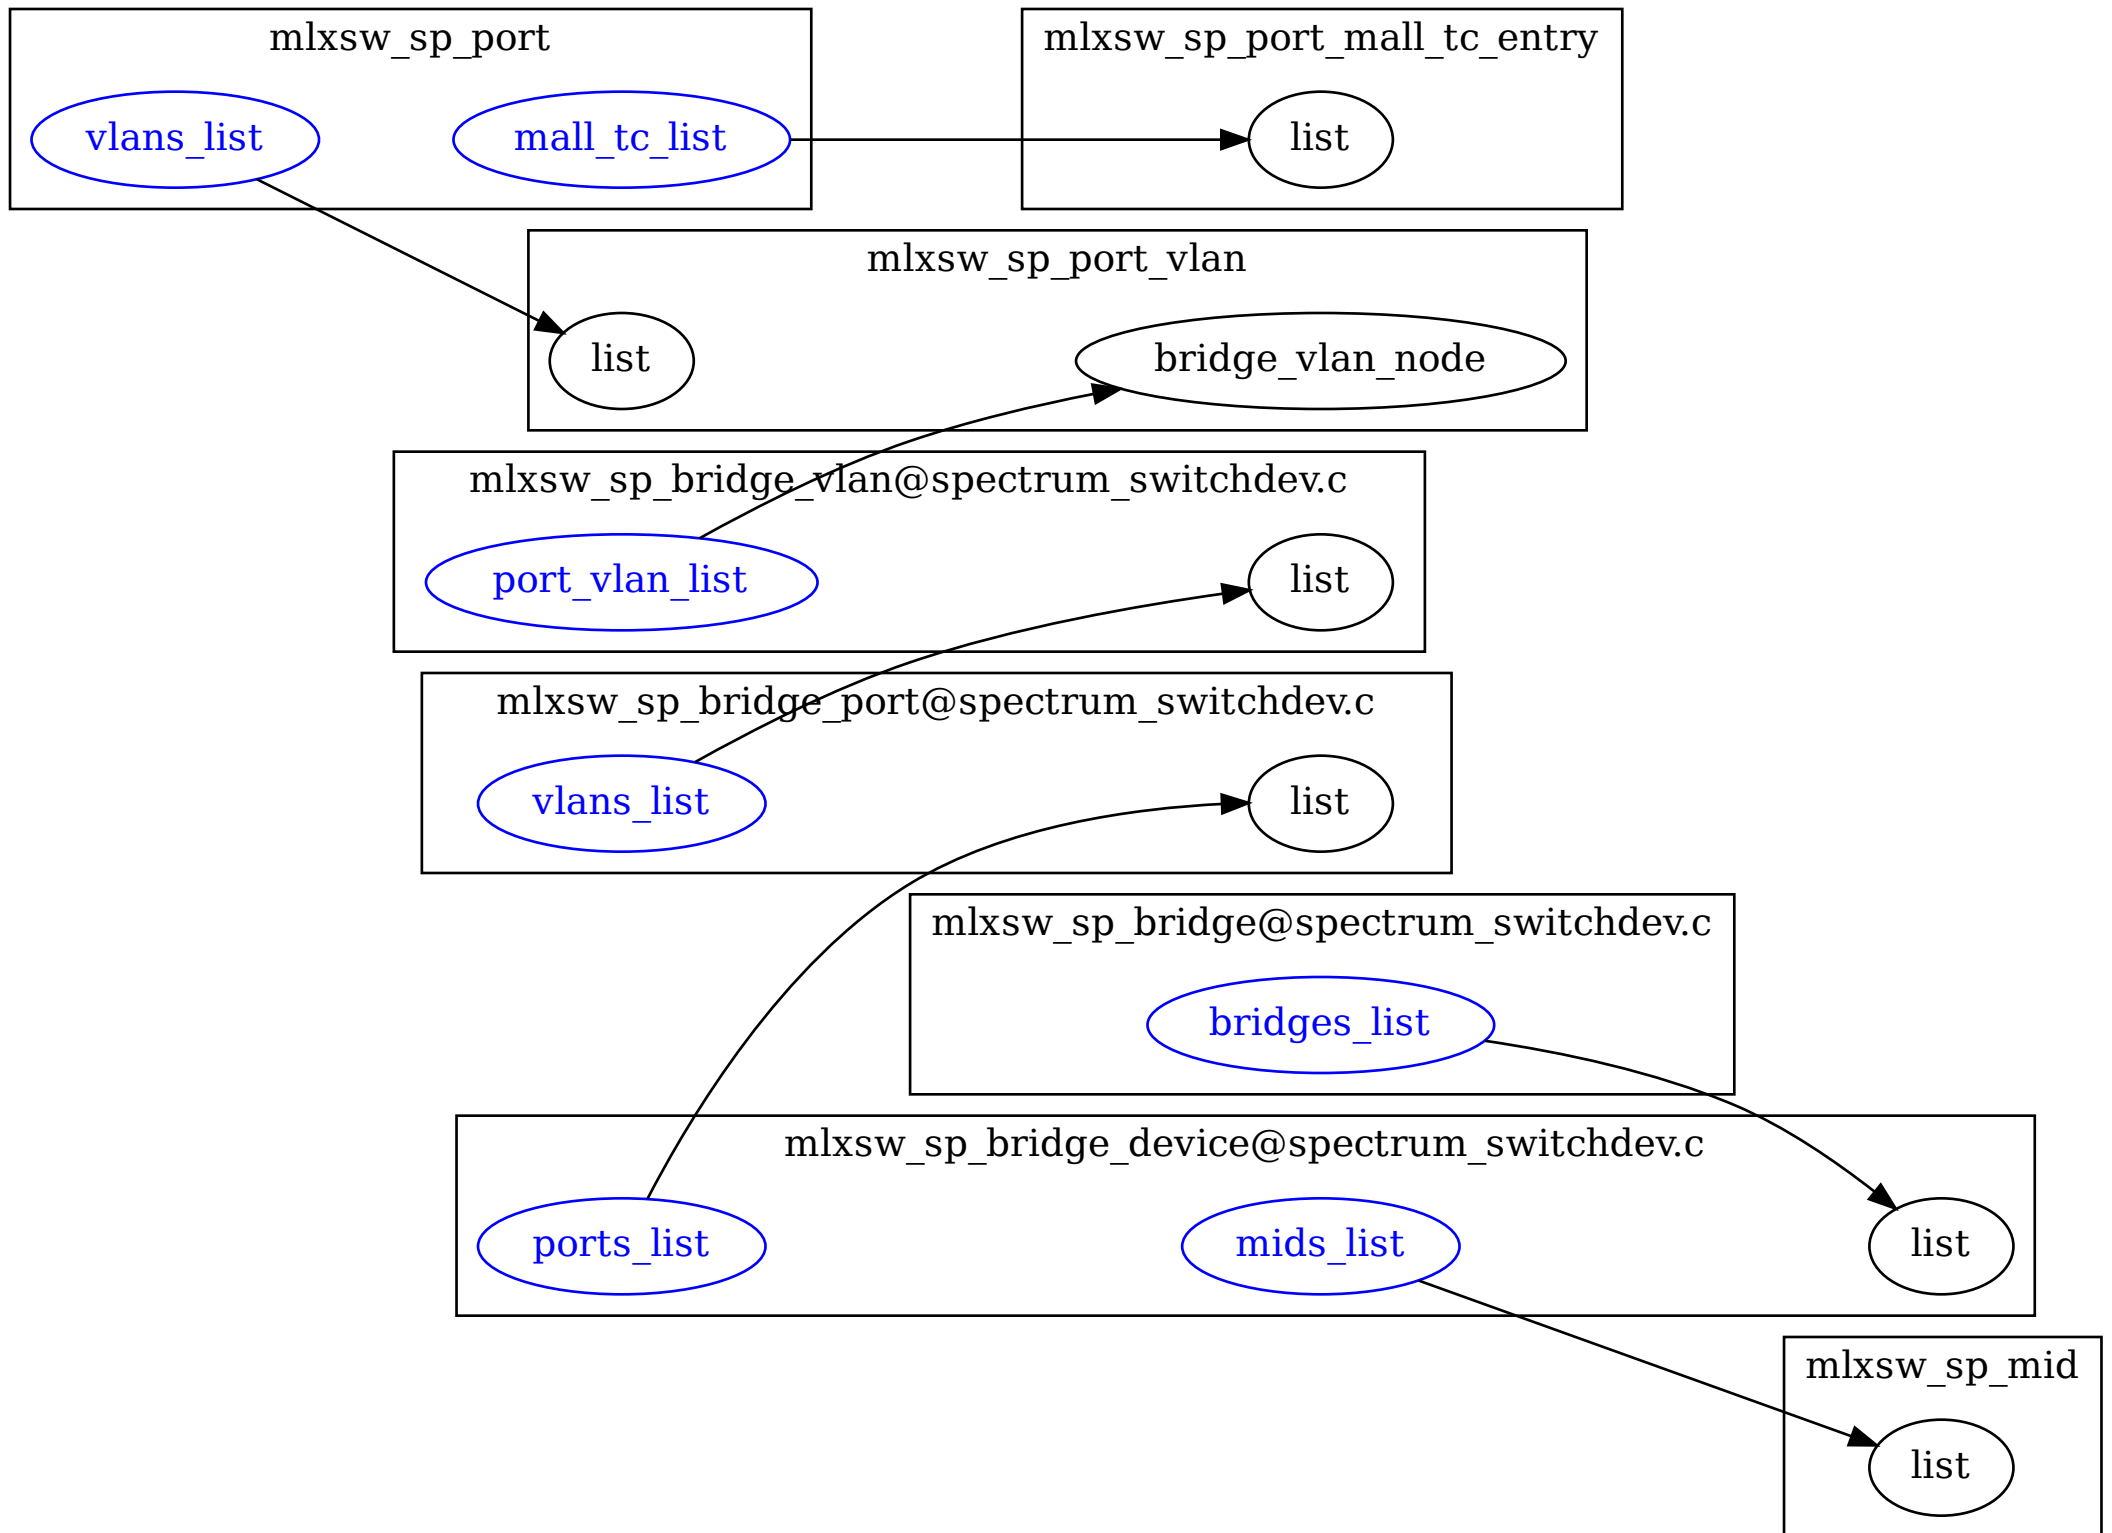 mlxsw_sp_port
vlans_list
mall_tc_list
mlxsw_sp_port_mall_tc_entry
list
mlxsw_sp_port_vlan
list
bridge_vlan_node
mlxsw_sp_bridge_vlan@spectrum_switchdev.c
port_vlan_list
list
mlxsw_sp_bridge_port@spectrum_switchdev.c
vlans_list
list
mlxsw_sp_bridge@spectrum_switchdev.c
bridges_list
mlxsw_sp_bridge_device@spectrum_switchdev.c
ports_list
mids_list
list
mlxsw_sp_mid
list